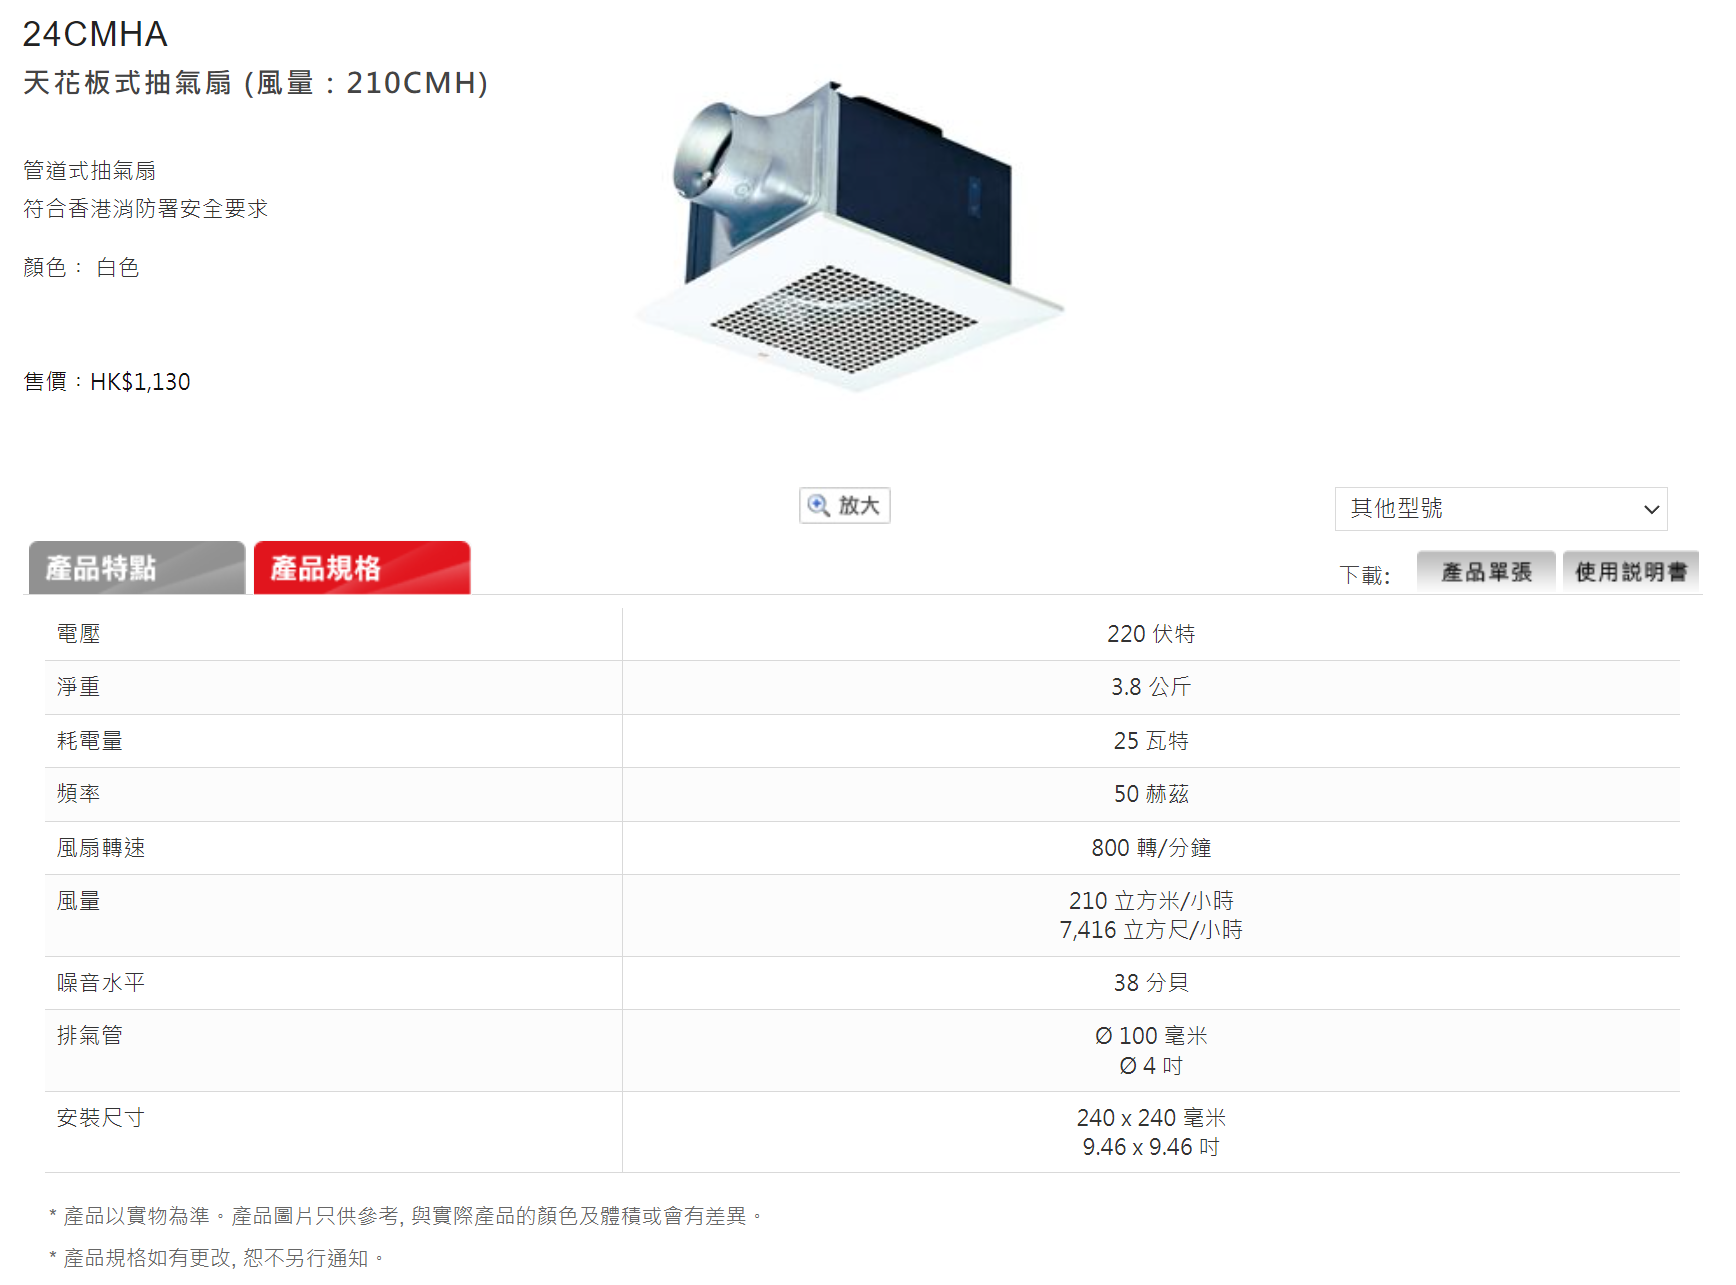 24CMHA
天花板式抽氣扇 (風量：210CMH)
管道式抽氣扇
符合香港消防署安全要求
顏色： 白色
售價：HK$1,130
放大
其他型號
產品特點
產品規格
下載:
產品單張
使用説明書
電壓
220 伏特
淨重
3.8 公斤
耗電量
25 瓦特
頻率
50 赫茲
風扇轉速
800 轉/分鐘
風量
210 立方米/小時
7,416 立方尺/小時
噪音水平
38 分貝
排氣管
Ø 100 毫米
Ø 4 吋
安裝尺寸
240 x 240 毫米
9.46 x 9.46 吋
* 產品以實物為準。產品圖片只供參考, 與實際產品的顏色及體積或會有差異。
* 產品規格如有更改, 恕不另行通知。